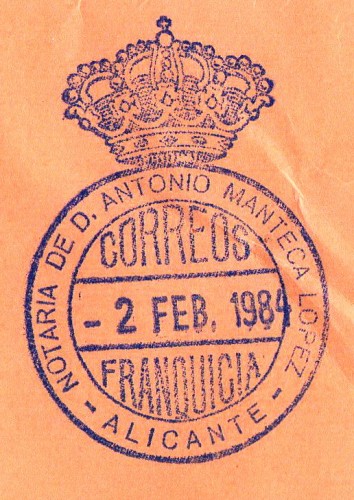 NOTARIA DE D. ANTONIO MANTECA LOPEZ
CORREOS
- 2 FEB. 1984
FRANQUICIA
- ALICANTE -